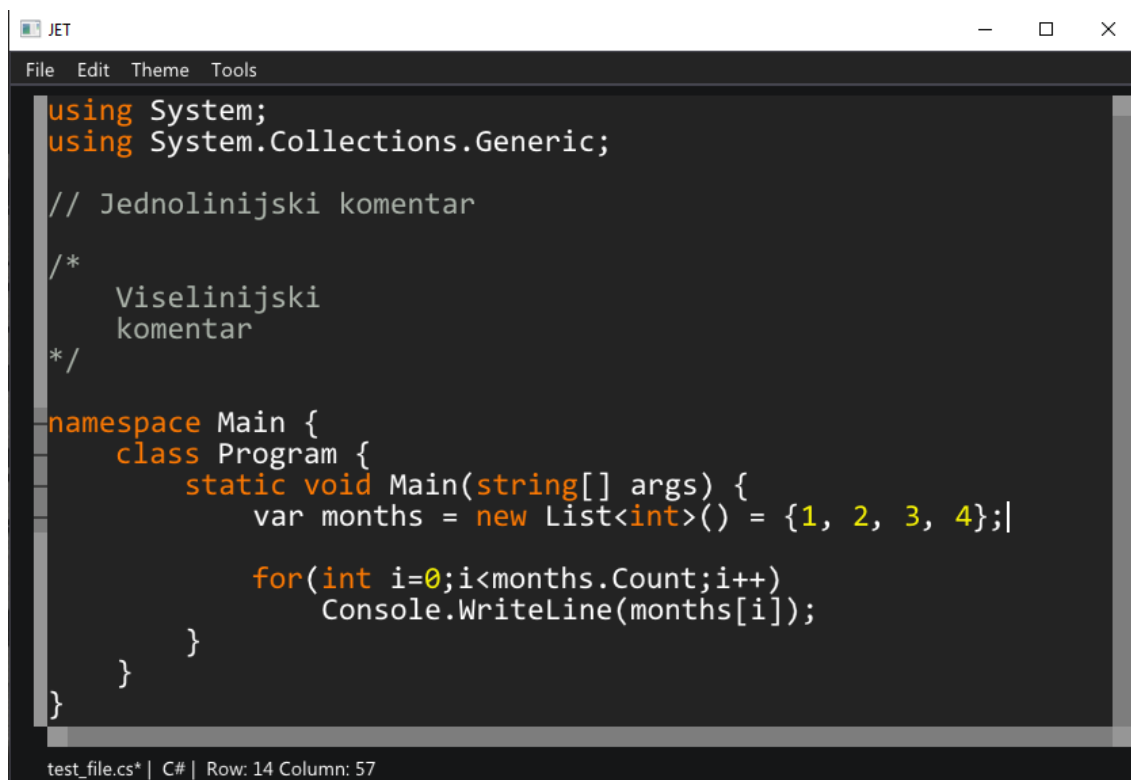 JET
File Edit Theme Tools
using System;
using System.Collections.Generic;
// Jednolinijski komentar
/*
Viselinijski
komentar
*/
namespace Main {
class Program {
static void Main(string[] args) {
var months = new List<int>() = {1, 2, 3, 4};
for(int i=0;i<months.Count;i++)
Console.WriteLine(months[i]);
}
}
}
test_file.cs* | C# | Row: 14 Column: 57